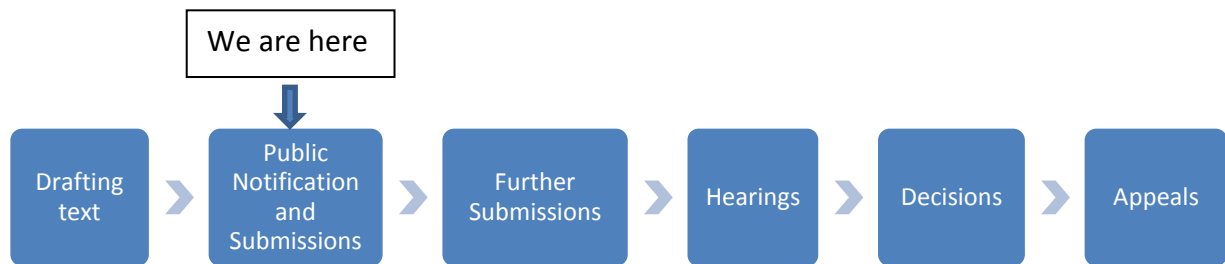 We are here
Drafting
text
Public
Notification
and
Submissions
Further
Submissions
Hearings
Decisions
Appeals